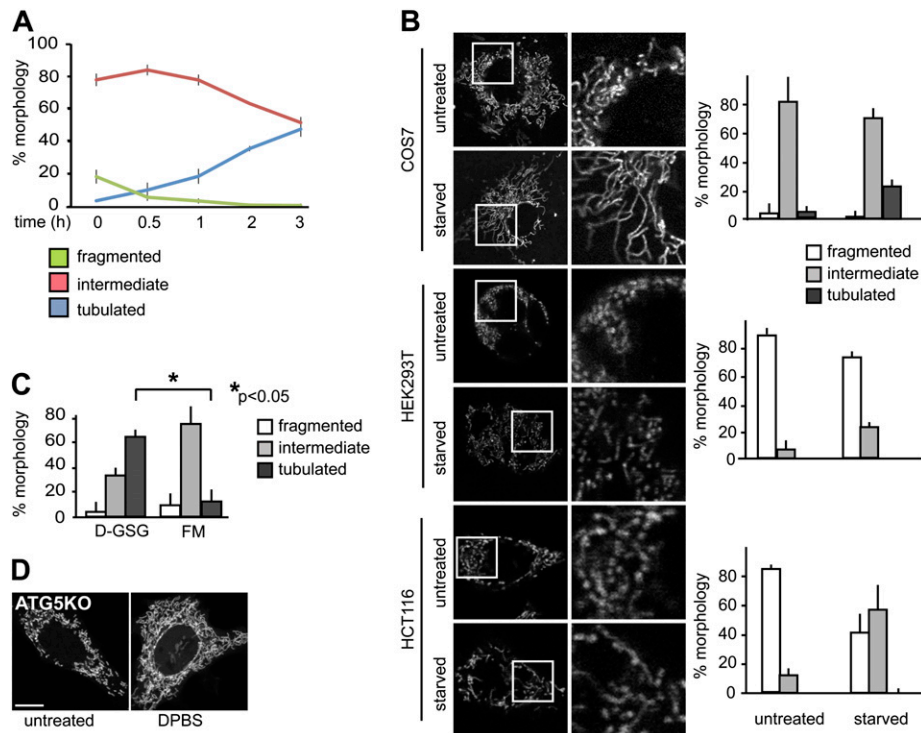 A
100
80
60
40
20
0
% morphology
time (h)
0 0.5 1 2 3
fragmented
intermediate
tubulated
B
COS7
untreated
starved
HEK293T
untreated
starved
HCT116
untreated
starved
% morphology
80
60
40
20
0
fragmented
intermediate
tubulated
% morphology
80
60
40
20
0
% morphology
80
60
40
20
0
untreated starved
C
*
*p<0.05
% morphology
80
60
40
20
0
D-GSG FM
fragmented
intermediate
tubulated
D
ATG5KO
untreated DPBS